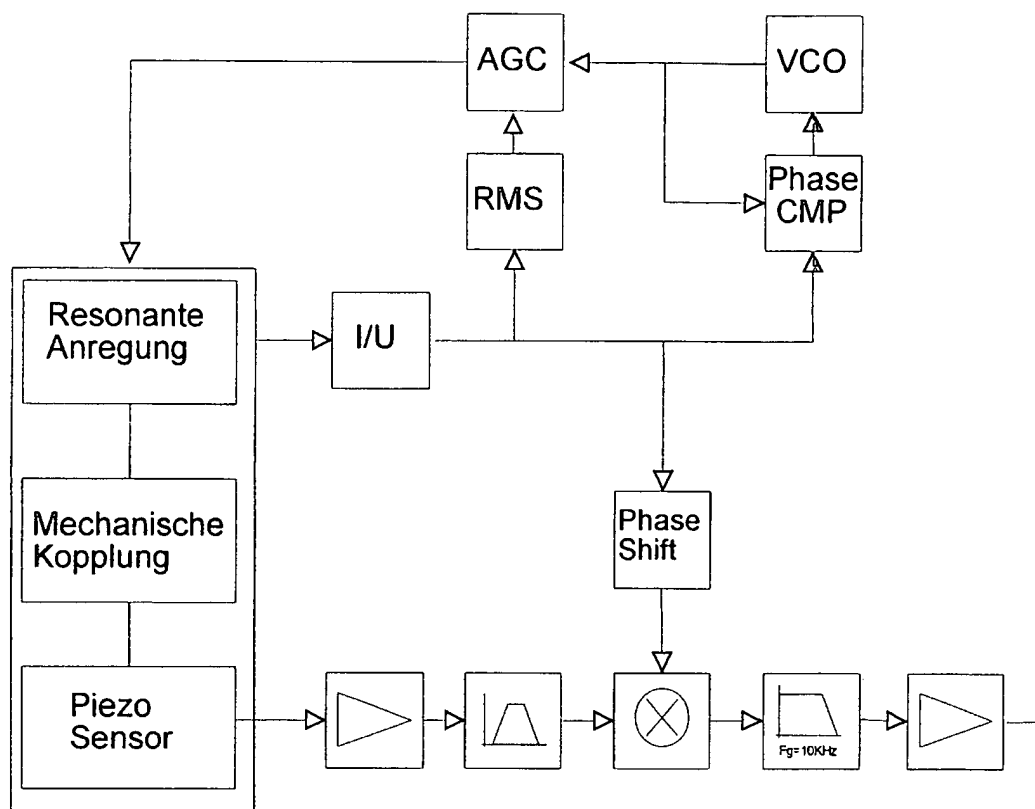 AGC
VCO
RMS
Phase
CMP
Resonante
Anregung
I/U
Mechanische
Kopplung
Phase
Shift
Piezo
Sensor
Fg=10KHz